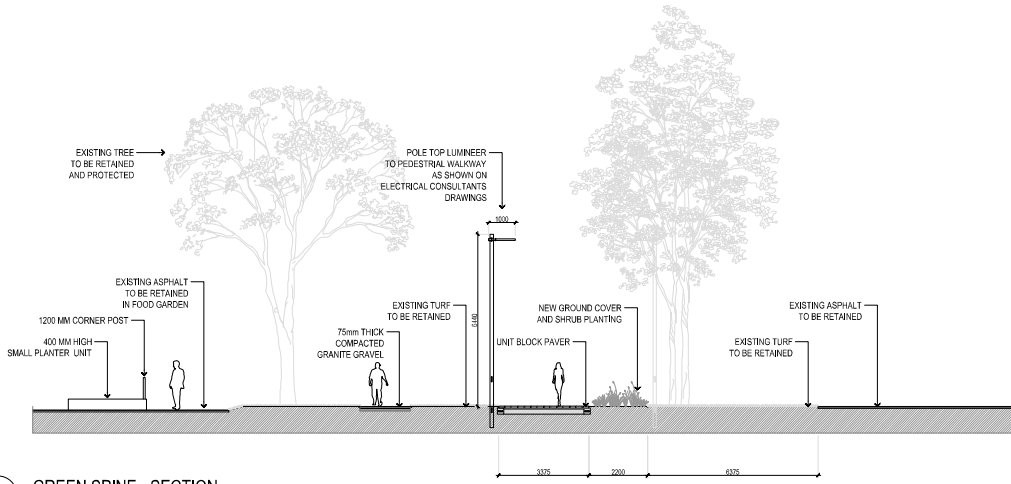 EXISTING TREE
TO BE RETAINED
AND PROTECTED
POLE TOP LUMINEER
TO PEDESTRIAL WALKWAY
AS SHOWN ON
ELECTRICAL CONSULTANTS
DRAWINGS
1000
6440
EXISTING ASPHALT
TO BE RETAINED
IN FOOD GARDEN
1200 MM CORNER POST
400 MM HIGH
SMALL PLANTER UNIT
EXISTING TURF
TO BE RETAINED
75mm THICK
COMPACTED
GRANITE GRAVEL
NEW GROUND COVER
AND SHRUB PLANTING
UNIT BLOCK PAVER
EXISTING ASPHALT
TO BE RETAINED
EXISTING TURF
TO BE RETAINED
3375
2200
6375
GREEN SPINE - SECTION